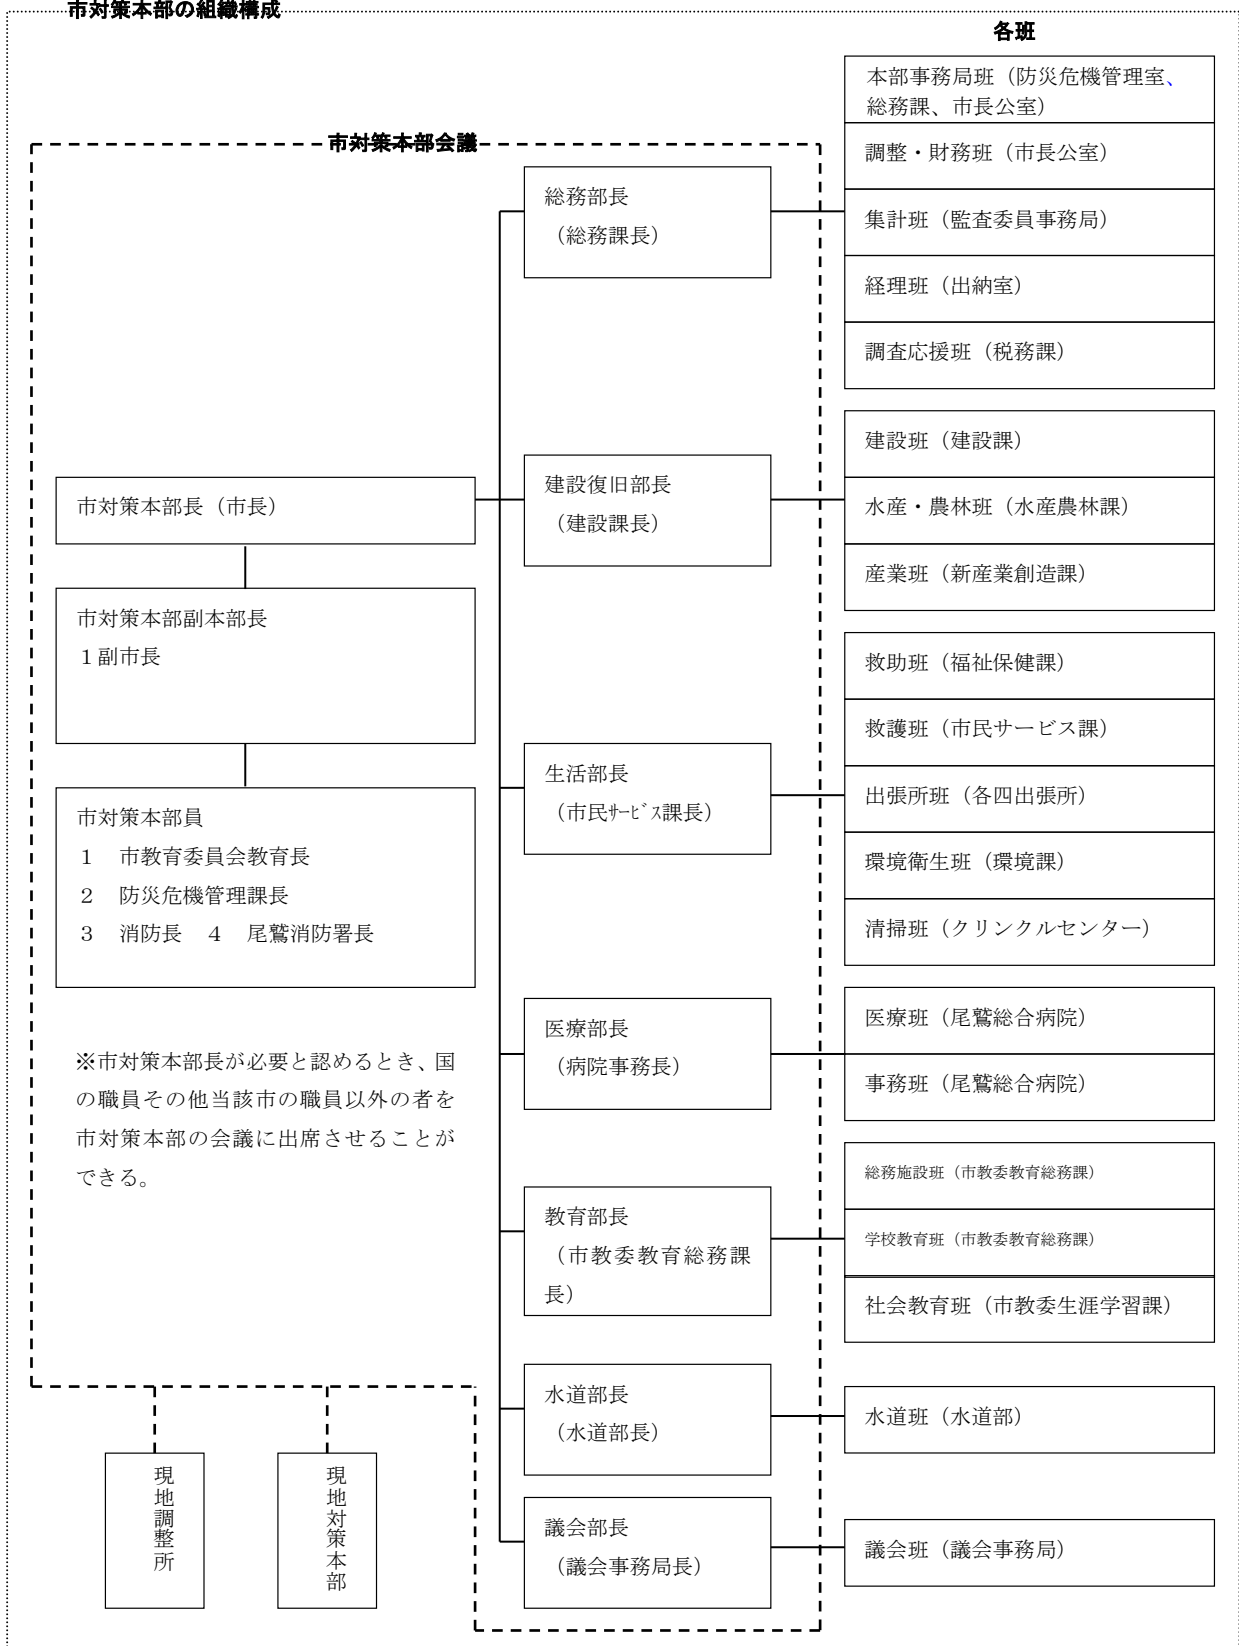 市対策本部の組織構成
各班
市対策本部会議
市対策本部長（市長）
市対策本部副本部長
１副市長
市対策本部員
１　市教育委員会教育長
２　防災危機管理課長
３　消防長　４　尾鷲消防署長
※市対策本部長が必要と認めるとき、国
の職員その他当該市の職員以外の者を
市対策本部の会議に出席させることが
できる。
現地調整所
現地対策本部
総務部長
（総務課長）
本部事務局班（防災危機管理室、
総務課、市長公室）
調整・財務班（市長公室）
集計班（監査委員事務局）
経理班（出納室）
調査応援班（税務課）
建設復旧部長
（建設課長）
建設班（建設課）
水産・農林班（水産農林課）
産業班（新産業創造課）
生活部長
（市民ｻｰﾋﾞｽ課長）
救助班（福祉保健課）
救護班（市民サービス課）
出張所班（各四出張所）
環境衛生班（環境課）
清掃班（クリンクルセンター）
医療部長
（病院事務長）
医療班（尾鷲総合病院）
事務班（尾鷲総合病院）
教育部長
（市教委教育総務課
長）
総務施設班（市教委教育総務課）
学校教育班（市教委教育総務課）
社会教育班（市教委生涯学習課）
水道部長
（水道部長）
水道班（水道部）
議会部長
（議会事務局長）
議会班（議会事務局）